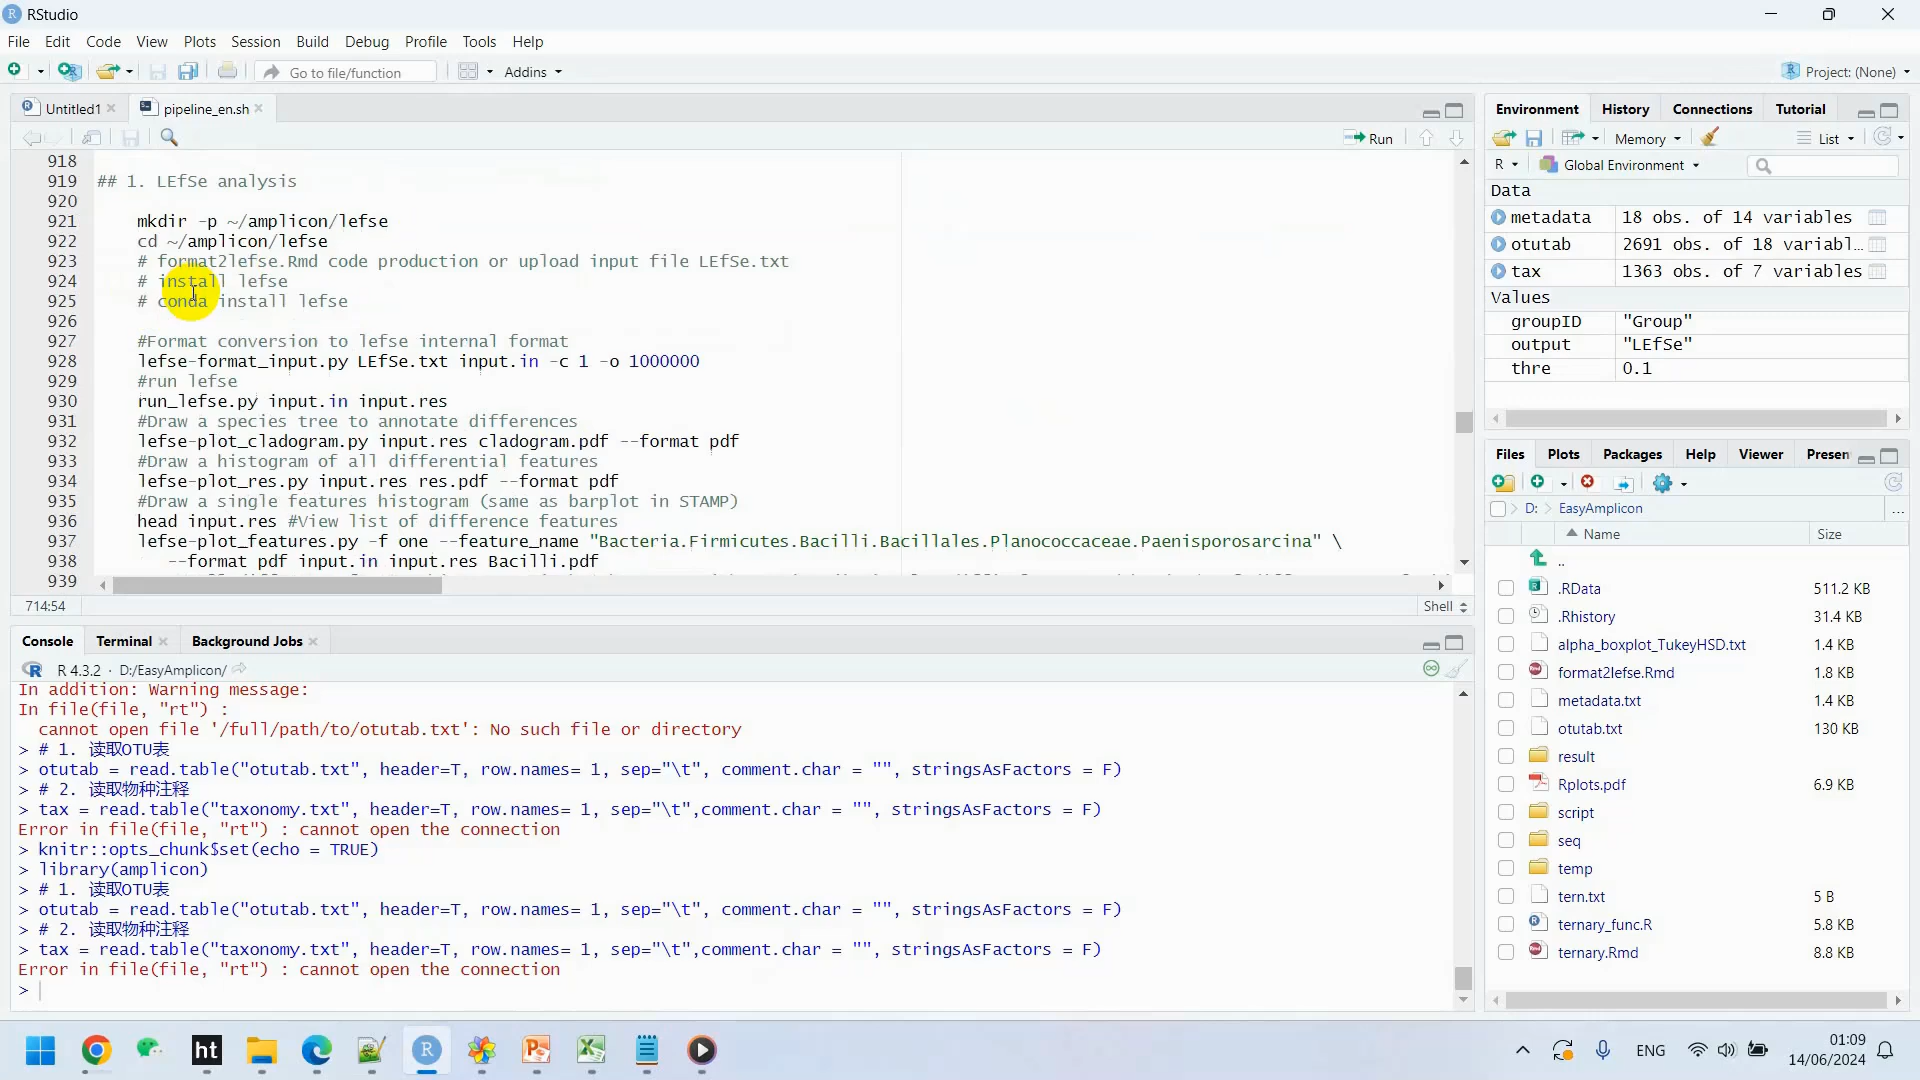 RStudio
File Edit Code View Plots Session Build Debug Profile Tools Help
Go to file/function Addins Project: (None)
Untitled1 pipeline_en.sh
Run
918
919 ## 1. LEfSe analysis
920
921 mkdir -p ~/amplicon/lefse
922 cd ~/amplicon/lefse
923 # format2lefse.Rmd code production or upload input file LEfSe.txt
924 # install lefse
925 # conda install lefse
926
927 #Format conversion to lefse internal format
928 lefse-format_input.py LEfSe.txt input.in -c 1 -o 1000000
929 #run lefse
930 run_lefse.py input.in input.res
931 #Draw a species tree to annotate differences
932 lefse-plot_cladogram.py input.res cladogram.pdf --format pdf
933 #Draw a histogram of all differential features
934 lefse-plot_res.py input.res res.pdf --format pdf
935 #Draw a single features histogram (same as barplot in STAMP)
936 head input.res #View list of difference features
937 lefse-plot_features.py -f one --feature_name "Bacteria.Firmicutes.Bacilli.Bacillales.Planococcaceae.Paenisporosarcina" \
938 --format pdf input.in input.res Bacilli.pdf
939
714:54 Shell
Console Terminal Background Jobs
R 4.3.2 · D:/EasyAmplicon/
In addition: Warning message:
In file(file, "rt") :
cannot open file '/full/path/to/otutab.txt': No such file or directory
> # 1. 读取OTU表
> otutab = read.table("otutab.txt", header=T, row.names= 1, sep="\t", comment.char = "", stringsAsFactors = F)
> # 2. 读取物种注释
> tax = read.table("taxonomy.txt", header=T, row.names= 1, sep="\t",comment.char = "", stringsAsFactors = F)
Error in file(file, "rt") : cannot open the connection
> knitr::opts_chunk$set(echo = TRUE)
> library(amplicon)
> # 1. 读取OTU表
> otutab = read.table("otutab.txt", header=T, row.names= 1, sep="\t", comment.char = "", stringsAsFactors = F)
> # 2. 读取物种注释
> tax = read.table("taxonomy.txt", header=T, row.names= 1, sep="\t",comment.char = "", stringsAsFactors = F)
Error in file(file, "rt") : cannot open the connection
>
Environment History Connections Tutorial
Memory List
R Global Environment
Data
metadata 18 obs. of 14 variables
otutab 2691 obs. of 18 variabl…
tax 1363 obs. of 7 variables
Values
groupID "Group"
output "LEfSe"
thre 0.1
Files Plots Packages Help Viewer Presen
D: EasyAmplicon ...
Name Size
..
.RData 511.2 KB
.Rhistory 31.4 KB
alpha_boxplot_TukeyHSD.txt 1.4 KB
format2lefse.Rmd 1.8 KB
metadata.txt 1.4 KB
otutab.txt 130 KB
result
Rplots.pdf 6.9 KB
script
seq
temp
tern.txt 5 B
ternary_func.R 5.8 KB
ternary.Rmd 8.8 KB
ht
ENG
01:09
14/06/2024